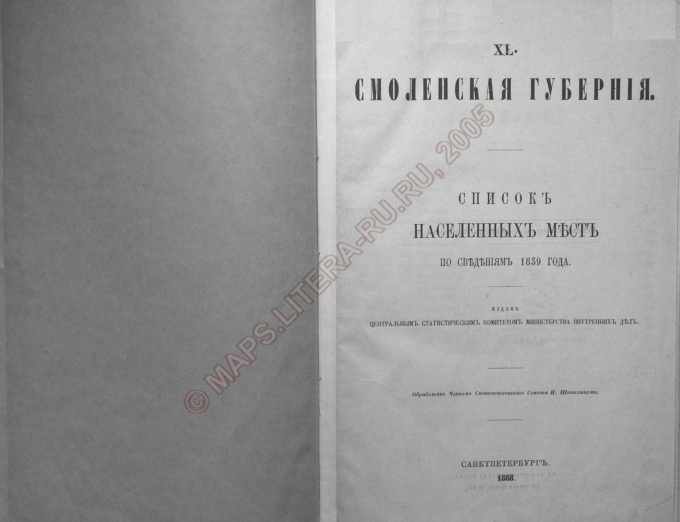 XL.
СМОЛЕНСКАЯ ГУБЕРНІЯ.
СПИСОКЪ
НАСЕЛЕННЫХЪ МѢСТЪ
ПО СВѢДѢНІЯМЪ 1859 ГОДА.
ИЗДАНЪ
ЦЕНТРАЛЬНЫМЪ СТАТИСТИЧЕСКИМЪ КОМИТЕТОМЪ МИНИСТЕРСТВА ВНУТРЕННИХЪ ДѢЛЪ.
Обработанъ Членомъ Статистическаго Совѣта И. Штиглицомъ.
САНКТПЕТЕРБУРГЪ.
1868.
© MAPS.LITERA-RU.RU, 2005